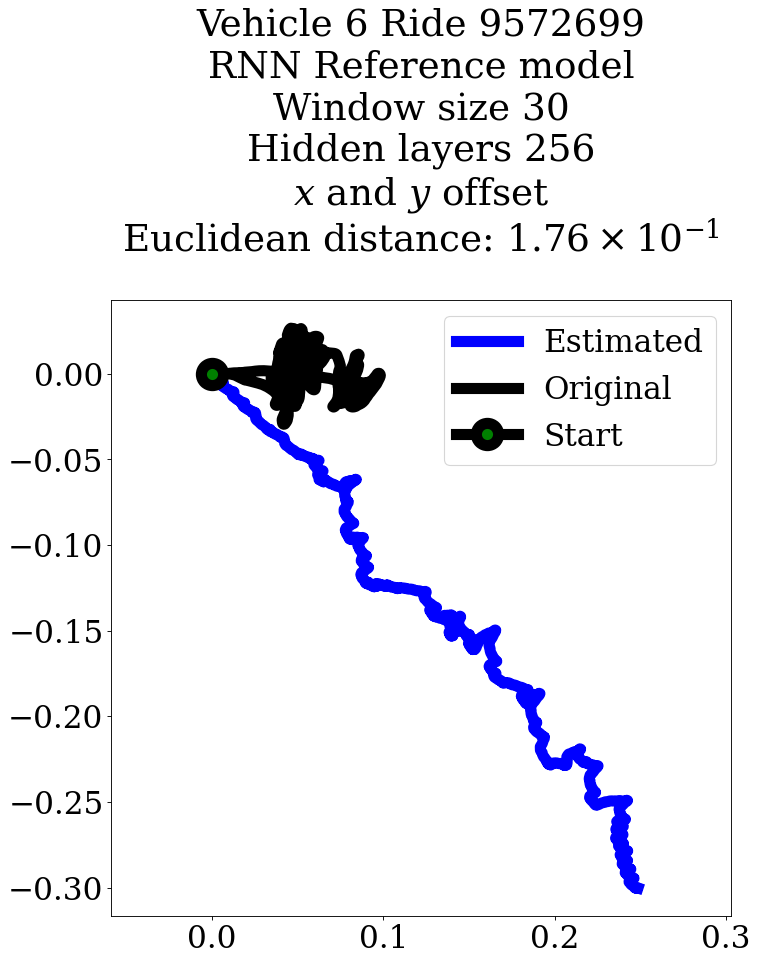 Vehicle 6 Ride 9572699
RNN Reference model
Window size 30
Hidden layers 256
x and y offset
Euclidean distance: 1.76 × 10⁻¹
Estimated
Original
Start
0.00
−0.05
−0.10
−0.15
−0.20
−0.25
−0.30
0.0 0.1 0.2 0.3